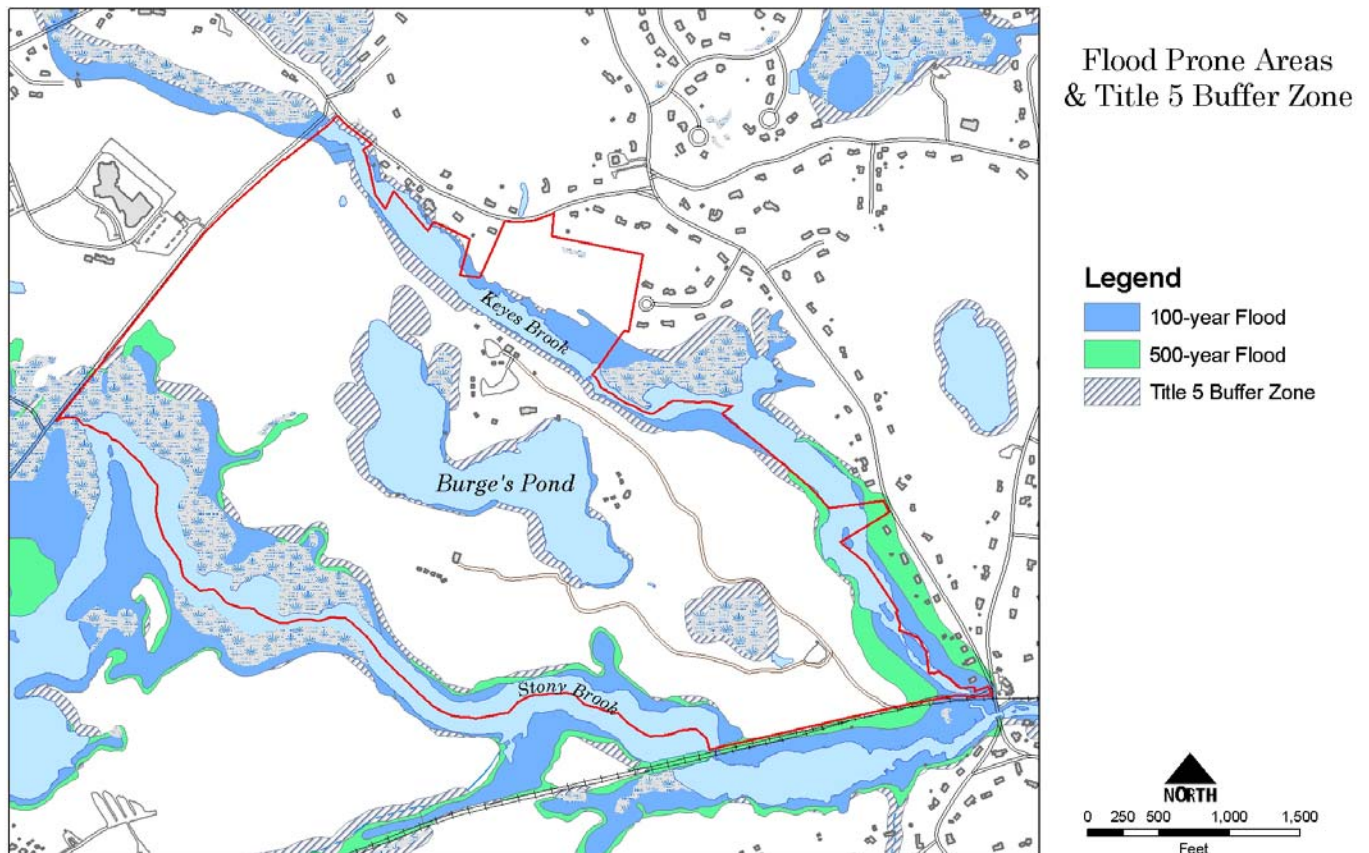 Flood Prone Areas
& Title 5 Buffer Zone
Keyes Brook
Burge's Pond
Stony Brook
Legend
100-year Flood
500-year Flood
Title 5 Buffer Zone
NORTH
0 250 500 1,000 1,500
Feet